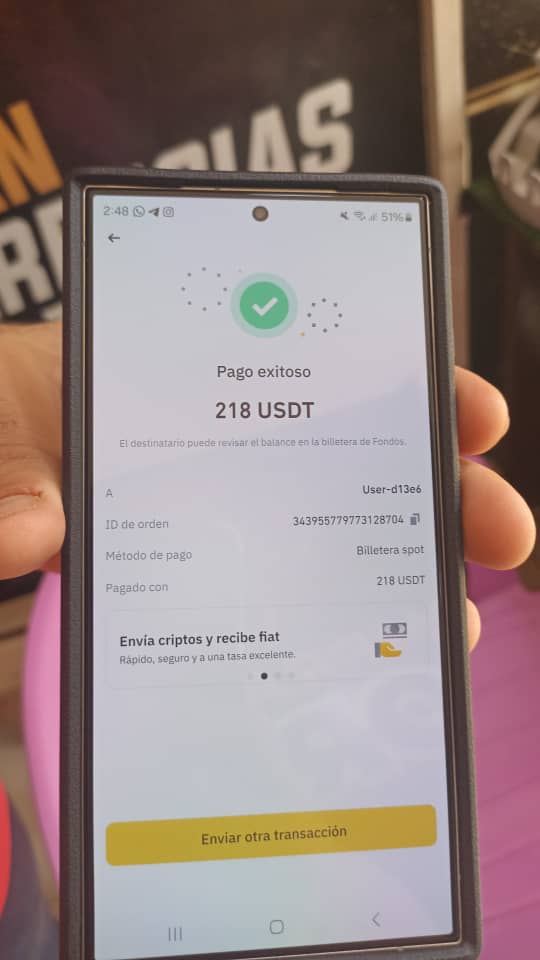 IAS
2:48
51%
Pago exitoso
218 USDT
El destinatario puede revisar el balance en la billetera de Fondos.
A User-d13e6
ID de orden 343955779773128704
Método de pago Billetera spot
Pagado con 218 USDT
Envía criptos y recibe fiat
Rápido, seguro y a una tasa excelente.
Enviar otra transacción